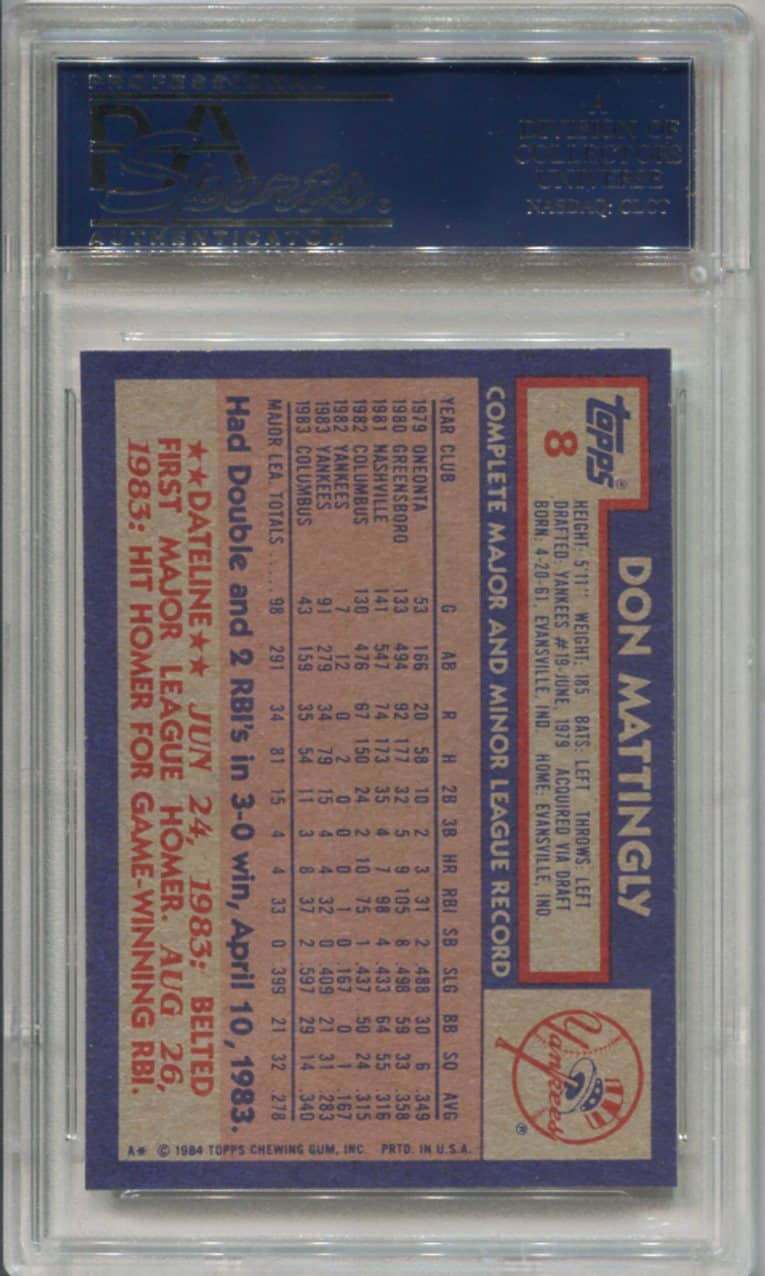 PROFESSIONAL
PSA
Sports®
AUTHENTICATOR
A
DIVISION OF
COLLECTORS
UNIVERSE
NASDAQ: CLCT
TOPPS®
8
DON MATTINGLY
HEIGHT: 5'11" WEIGHT: 185 BATS: LEFT THROWS: LEFT
DRAFTED: YANKEES #19-JUNE, 1979 ACQUIRED VIA DRAFT
BORN: 4-20-61, EVANSVILLE, IND. HOME: EVANSVILLE, IND
Yankees ®
COMPLETE MAJOR AND MINOR LEAGUE RECORD
YEAR CLUB G AB R H 2B 3B HR RBI SB SLG BB SO AVG
1979 ONEONTA 53 166 20 58 10 2 3 31 2 .488 30 6 .349
1980 GREENSBORO 133 494 92 177 32 5 9 105 8 .498 59 33 .358
1981 NASHVILLE 141 547 74 173 35 4 7 98 4 .433 64 55 .316
1982 COLUMBUS 130 476 67 150 24 2 10 75 1 .437 50 24 .315
1982 YANKEES 7 12 0 2 0 0 0 1 0 .167 0 1 .167
1983 YANKEES 91 279 34 79 15 4 4 32 0 .409 21 31 .283
1983 COLUMBUS 43 159 35 54 11 3 8 37 2 .597 29 14 .340
MAJOR LEA. TOTALS ..... 98 291 34 81 15 4 4 33 0 .399 21 32 .278
Had Double and 2 RBI's in 3-0 win, April 10, 1983.
★★DATELINE★★ JUN 24, 1983: BELTED
FIRST MAJOR LEAGUE HOMER. AUG 26,
1983: HIT HOMER FOR GAME-WINNING RBI.
A* © 1984 TOPPS CHEWING GUM, INC. PRTD. IN U.S.A.